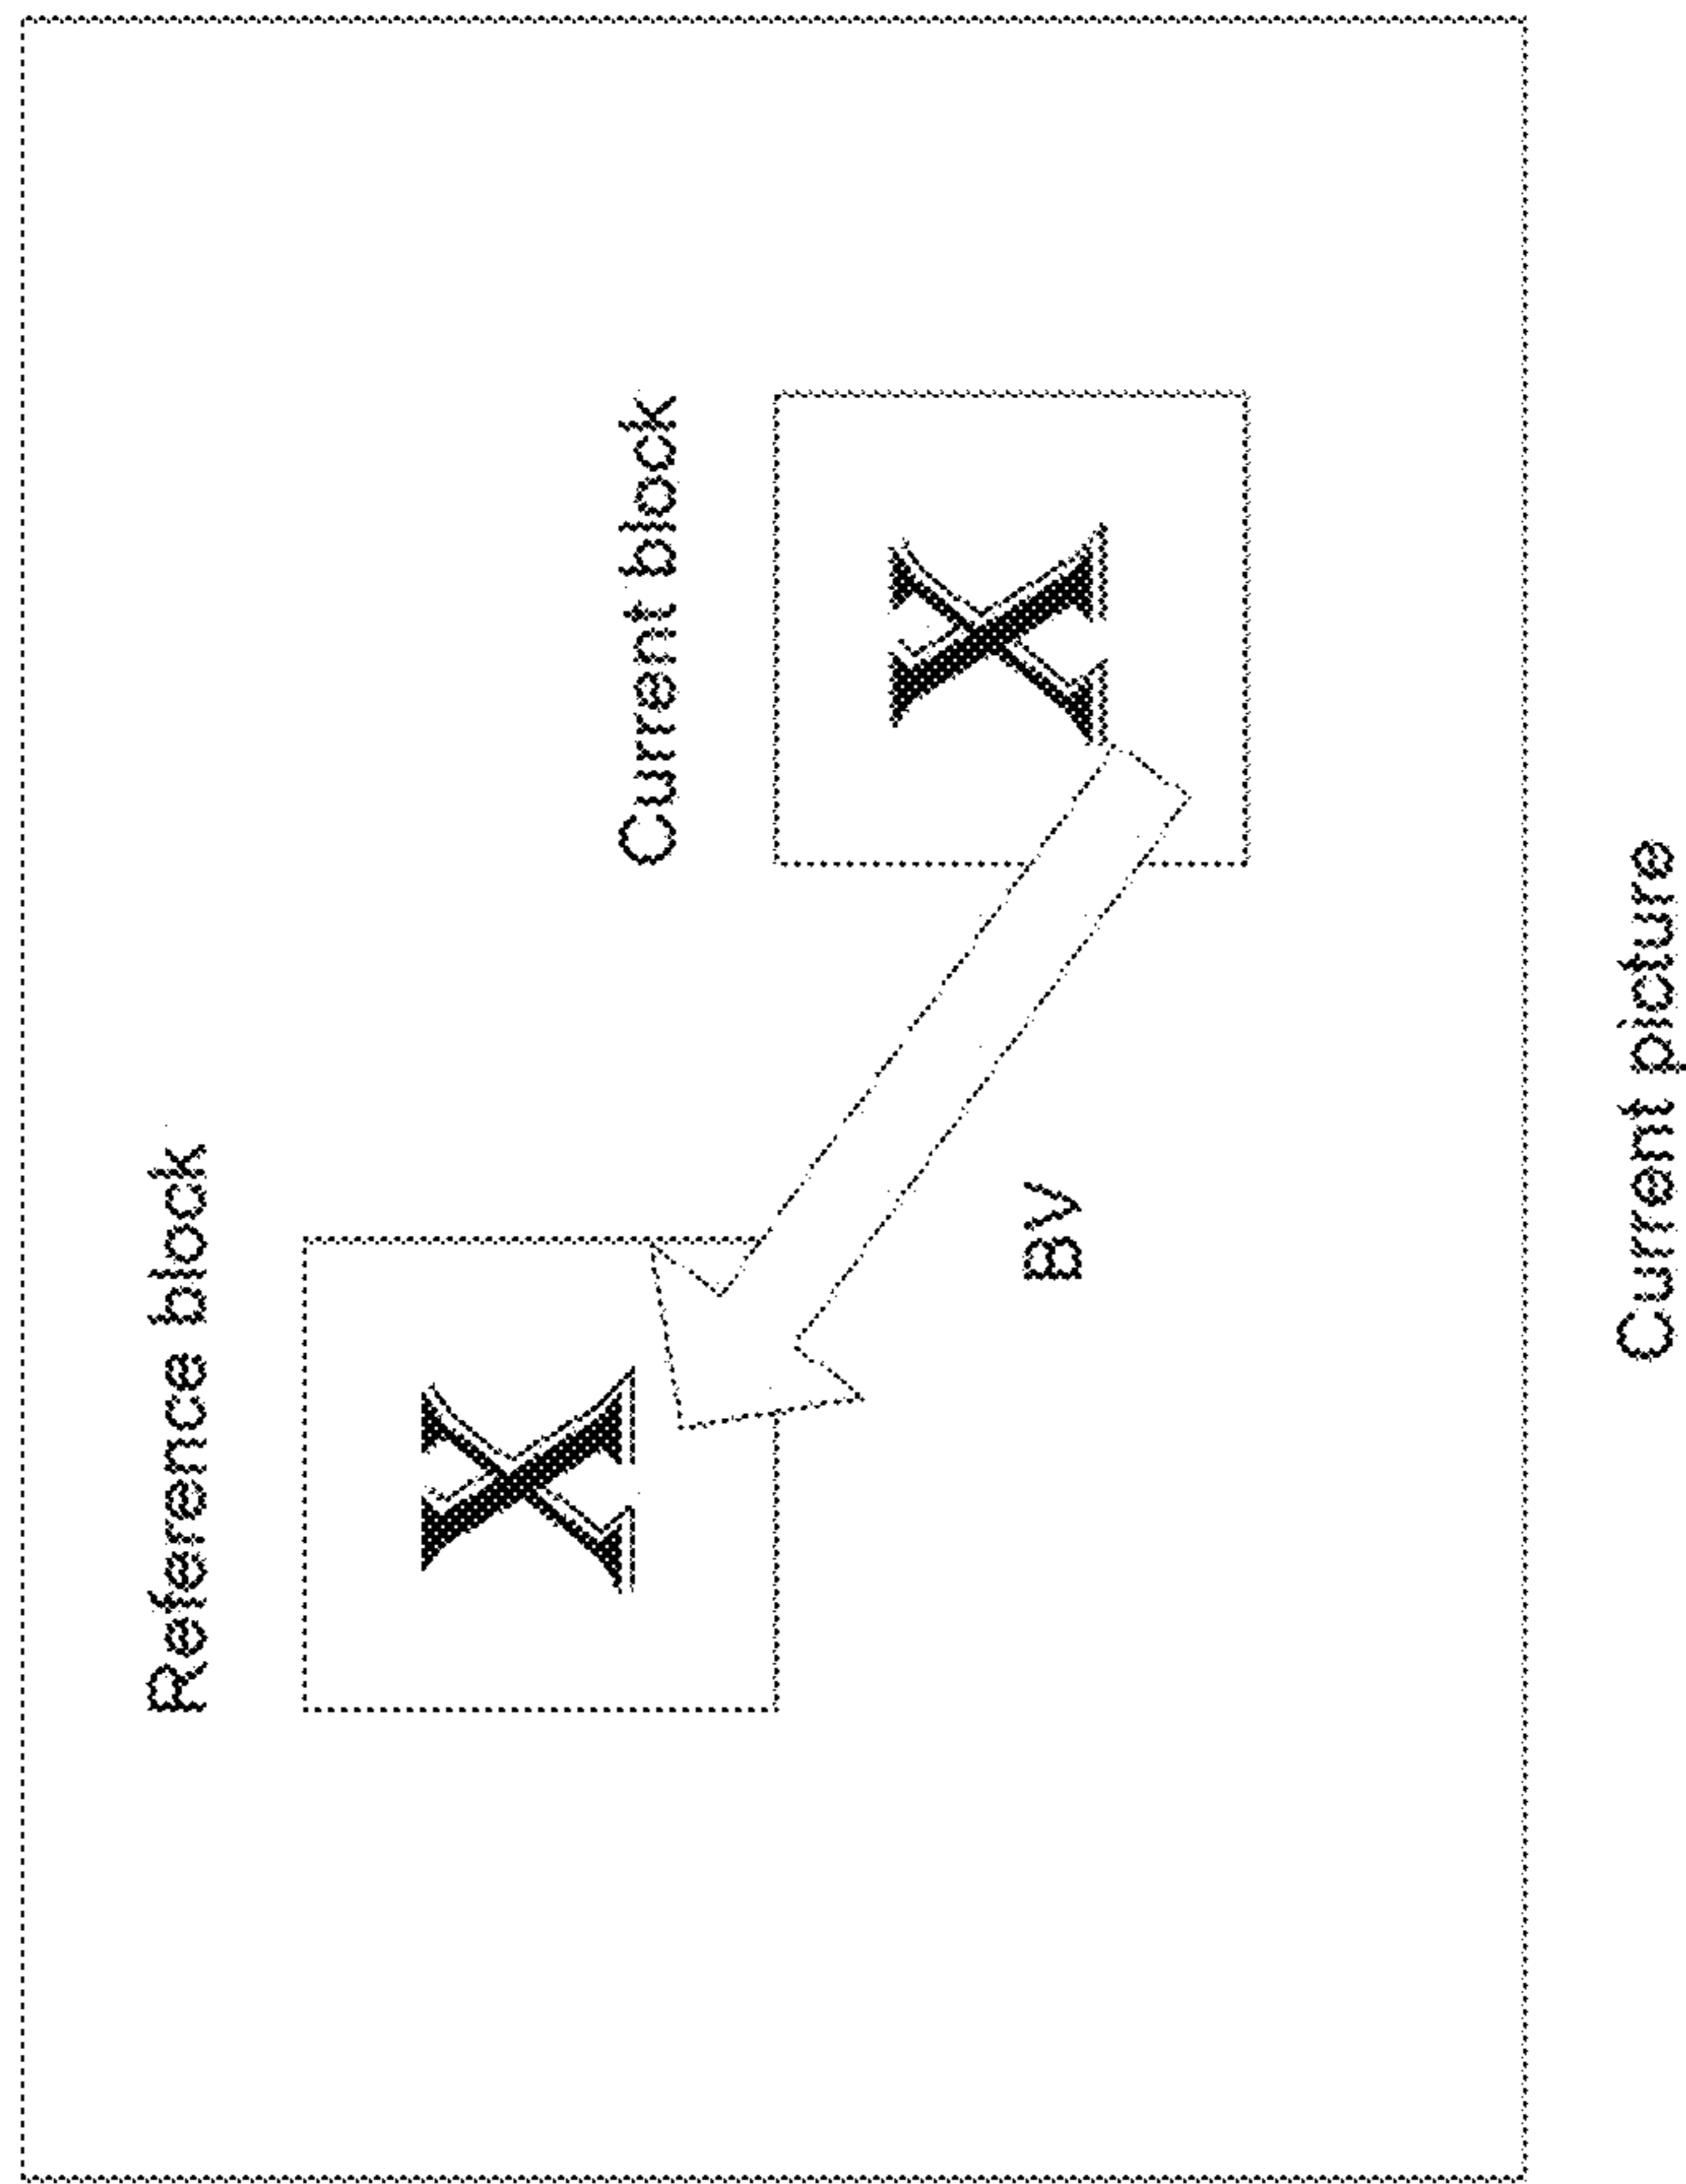 Reference block
X
Current block
X
BV
Current picture